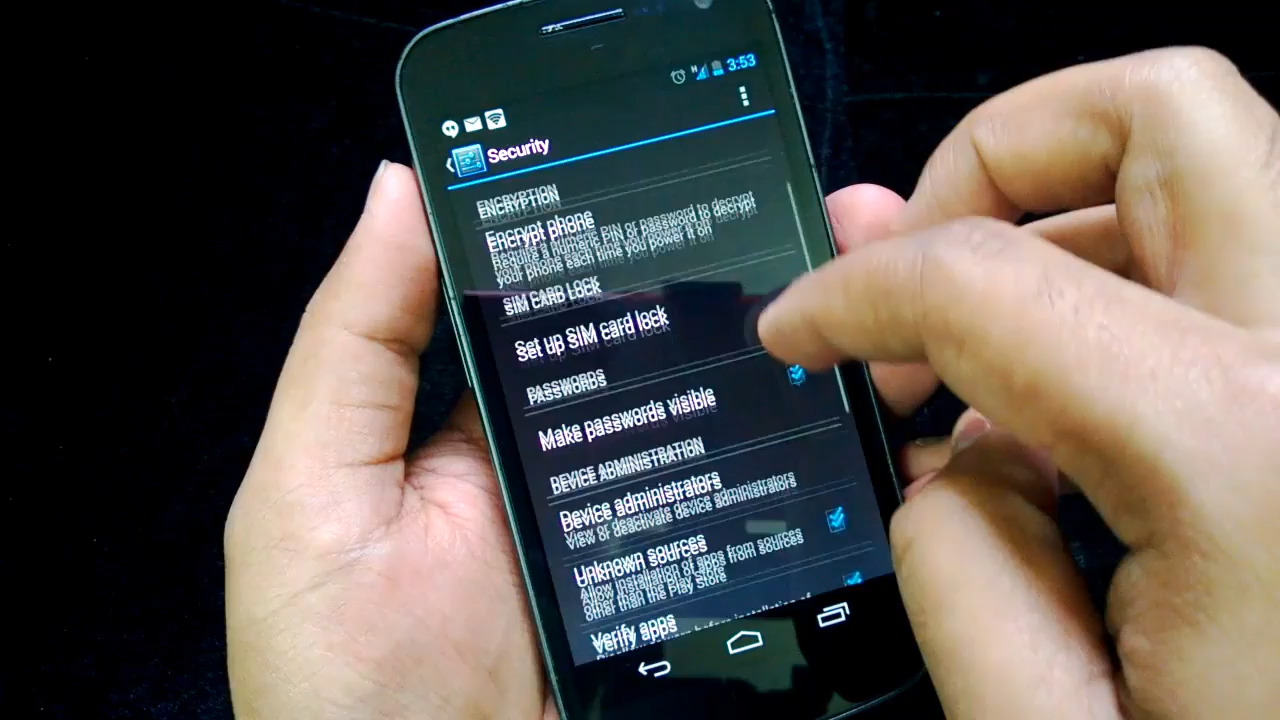 H 3:53
Security
ENCRYPTION
Encrypt phone
Require a numeric PIN or password to decrypt
your phone each time you power it on
SIM CARD LOCK
Set up SIM card lock
PASSWORDS
Make passwords visible
DEVICE ADMINISTRATION
Device administrators
View or deactivate device administrators
Unknown sources
Allow installation of apps from sources
other than the Play Store
Verify apps
before installation of